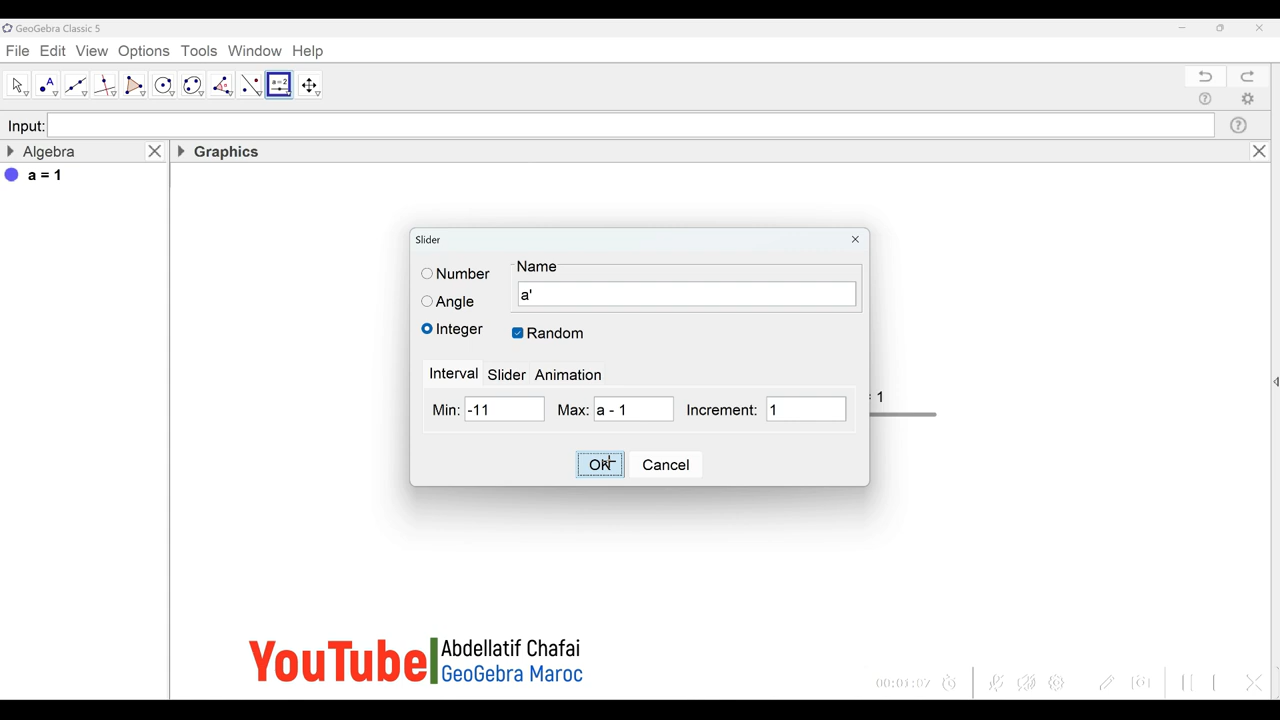 GeoGebra Classic 5
File Edit View Options Tools Window Help
A
a=2
Input:
Algebra
Graphics
a = 1
Slider
Number
Name
a'
Angle
Integer
Random
Interval Slider Animation
Min: -11 Max: a - 1 Increment: 1
= 1
OK Cancel
YouTube Abdellatif Chafai
GeoGebra Maroc
00:01:07